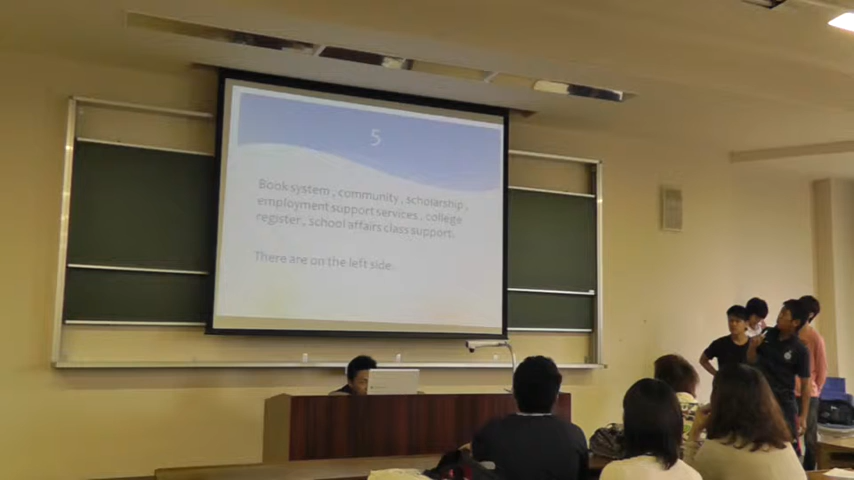 5
Book system , community , scholarship ,
employment support services , college
register , school affairs class support.
There are on the left side.